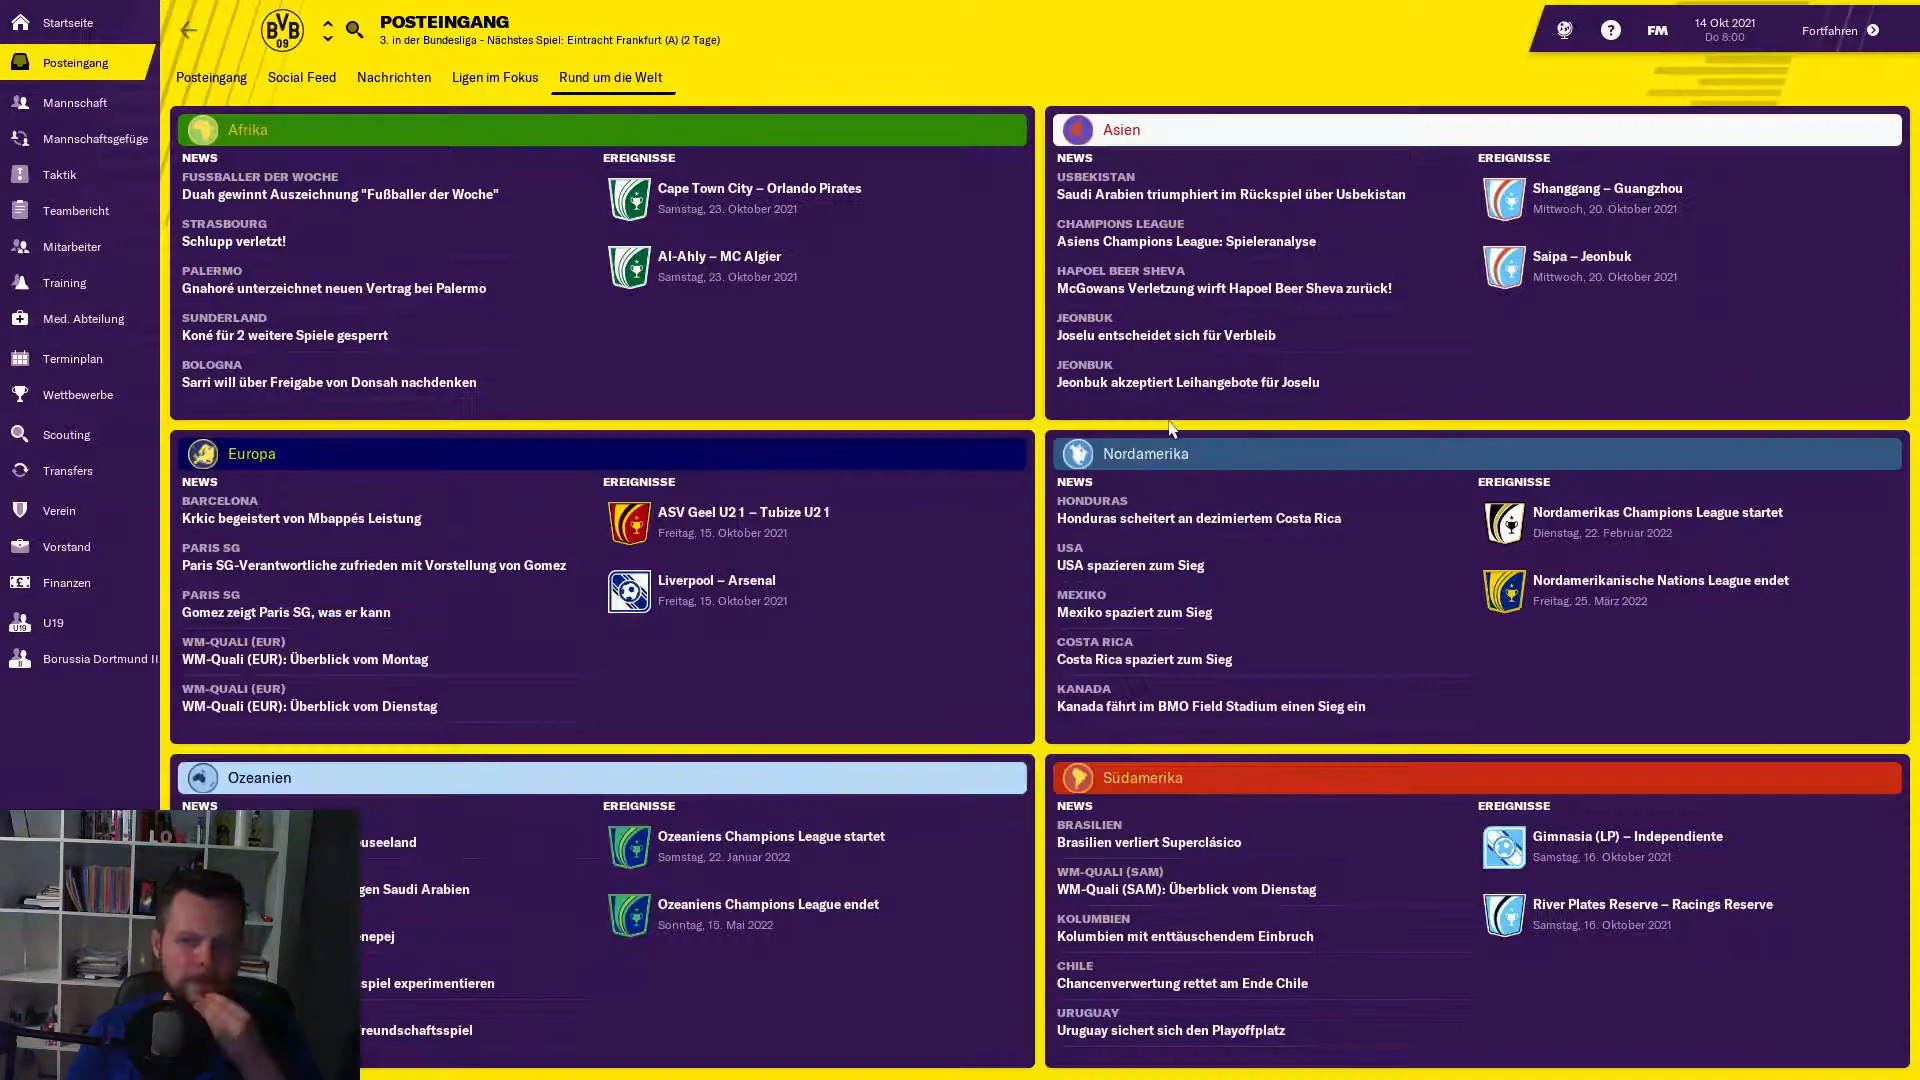 Startseite
Posteingang
Mannschaft
Mannschaftsgefüge
Taktik
Teambericht
Mitarbeiter
Training
Med. Abteilung
Terminplan
Wettbewerbe
Scouting
Transfers
Verein
Vorstand
Finanzen
U19
U19
II
Borussia Dortmund II
BVB
09
POSTEINGANG
3. in der Bundesliga - Nächstes Spiel: Eintracht Frankfurt (A) (2 Tage)
?
FM
14 Okt 2021
Do 8:00
Fortfahren
Posteingang
Social Feed
Nachrichten
Ligen im Fokus
Rund um die Welt
Afrika
NEWS
FUSSBALLER DER WOCHE
Duah gewinnt Auszeichnung "Fußballer der Woche"
STRASBOURG
Schlupp verletzt!
PALERMO
Gnahoré unterzeichnet neuen Vertrag bei Palermo
SUNDERLAND
Koné für 2 weitere Spiele gesperrt
BOLOGNA
Sarri will über Freigabe von Donsah nachdenken
EREIGNISSE
Cape Town City – Orlando Pirates
Samstag, 23. Oktober 2021
Al-Ahly – MC Algier
Samstag, 23. Oktober 2021
Asien
NEWS
USBEKISTAN
Saudi Arabien triumphiert im Rückspiel über Usbekistan
CHAMPIONS LEAGUE
Asiens Champions League: Spieleranalyse
HAPOEL BEER SHEVA
McGowans Verletzung wirft Hapoel Beer Sheva zurück!
JEONBUK
Joselu entscheidet sich für Verbleib
JEONBUK
Jeonbuk akzeptiert Leihangebote für Joselu
EREIGNISSE
Shanggang – Guangzhou
Mittwoch, 20. Oktober 2021
Saipa – Jeonbuk
Mittwoch, 20. Oktober 2021
Europa
NEWS
BARCELONA
Krkic begeistert von Mbappés Leistung
PARIS SG
Paris SG-Verantwortliche zufrieden mit Vorstellung von Gomez
PARIS SG
Gomez zeigt Paris SG, was er kann
WM-QUALI (EUR)
WM-Quali (EUR): Überblick vom Montag
WM-QUALI (EUR)
WM-Quali (EUR): Überblick vom Dienstag
EREIGNISSE
ASV Geel U21 – Tubize U21
Freitag, 15. Oktober 2021
Liverpool – Arsenal
Freitag, 15. Oktober 2021
Nordamerika
NEWS
HONDURAS
Honduras scheitert an dezimiertem Costa Rica
USA
USA spazieren zum Sieg
MEXIKO
Mexiko spaziert zum Sieg
COSTA RICA
Costa Rica spaziert zum Sieg
KANADA
Kanada fährt im BMO Field Stadium einen Sieg ein
EREIGNISSE
Nordamerikas Champions League startet
Dienstag, 22. Februar 2022
Nordamerikanische Nations League endet
Freitag, 25. März 2022
Ozeanien
NEWS
useeland
gen Saudi Arabien
enepej
spiel experimentieren
reundschaftsspiel
EREIGNISSE
Ozeaniens Champions League startet
Samstag, 22. Januar 2022
Ozeaniens Champions League endet
Sonntag, 15. Mai 2022
Südamerika
NEWS
BRASILIEN
Brasilien verliert Superclásico
WM-QUALI (SAM)
WM-Quali (SAM): Überblick vom Dienstag
KOLUMBIEN
Kolumbien mit enttäuschendem Einbruch
CHILE
Chancenverwertung rettet am Ende Chile
URUGUAY
Uruguay sichert sich den Playoffplatz
EREIGNISSE
Gimnasia (LP) – Independiente
Samstag, 16. Oktober 2021
River Plates Reserve – Racings Reserve
Samstag, 16. Oktober 2021